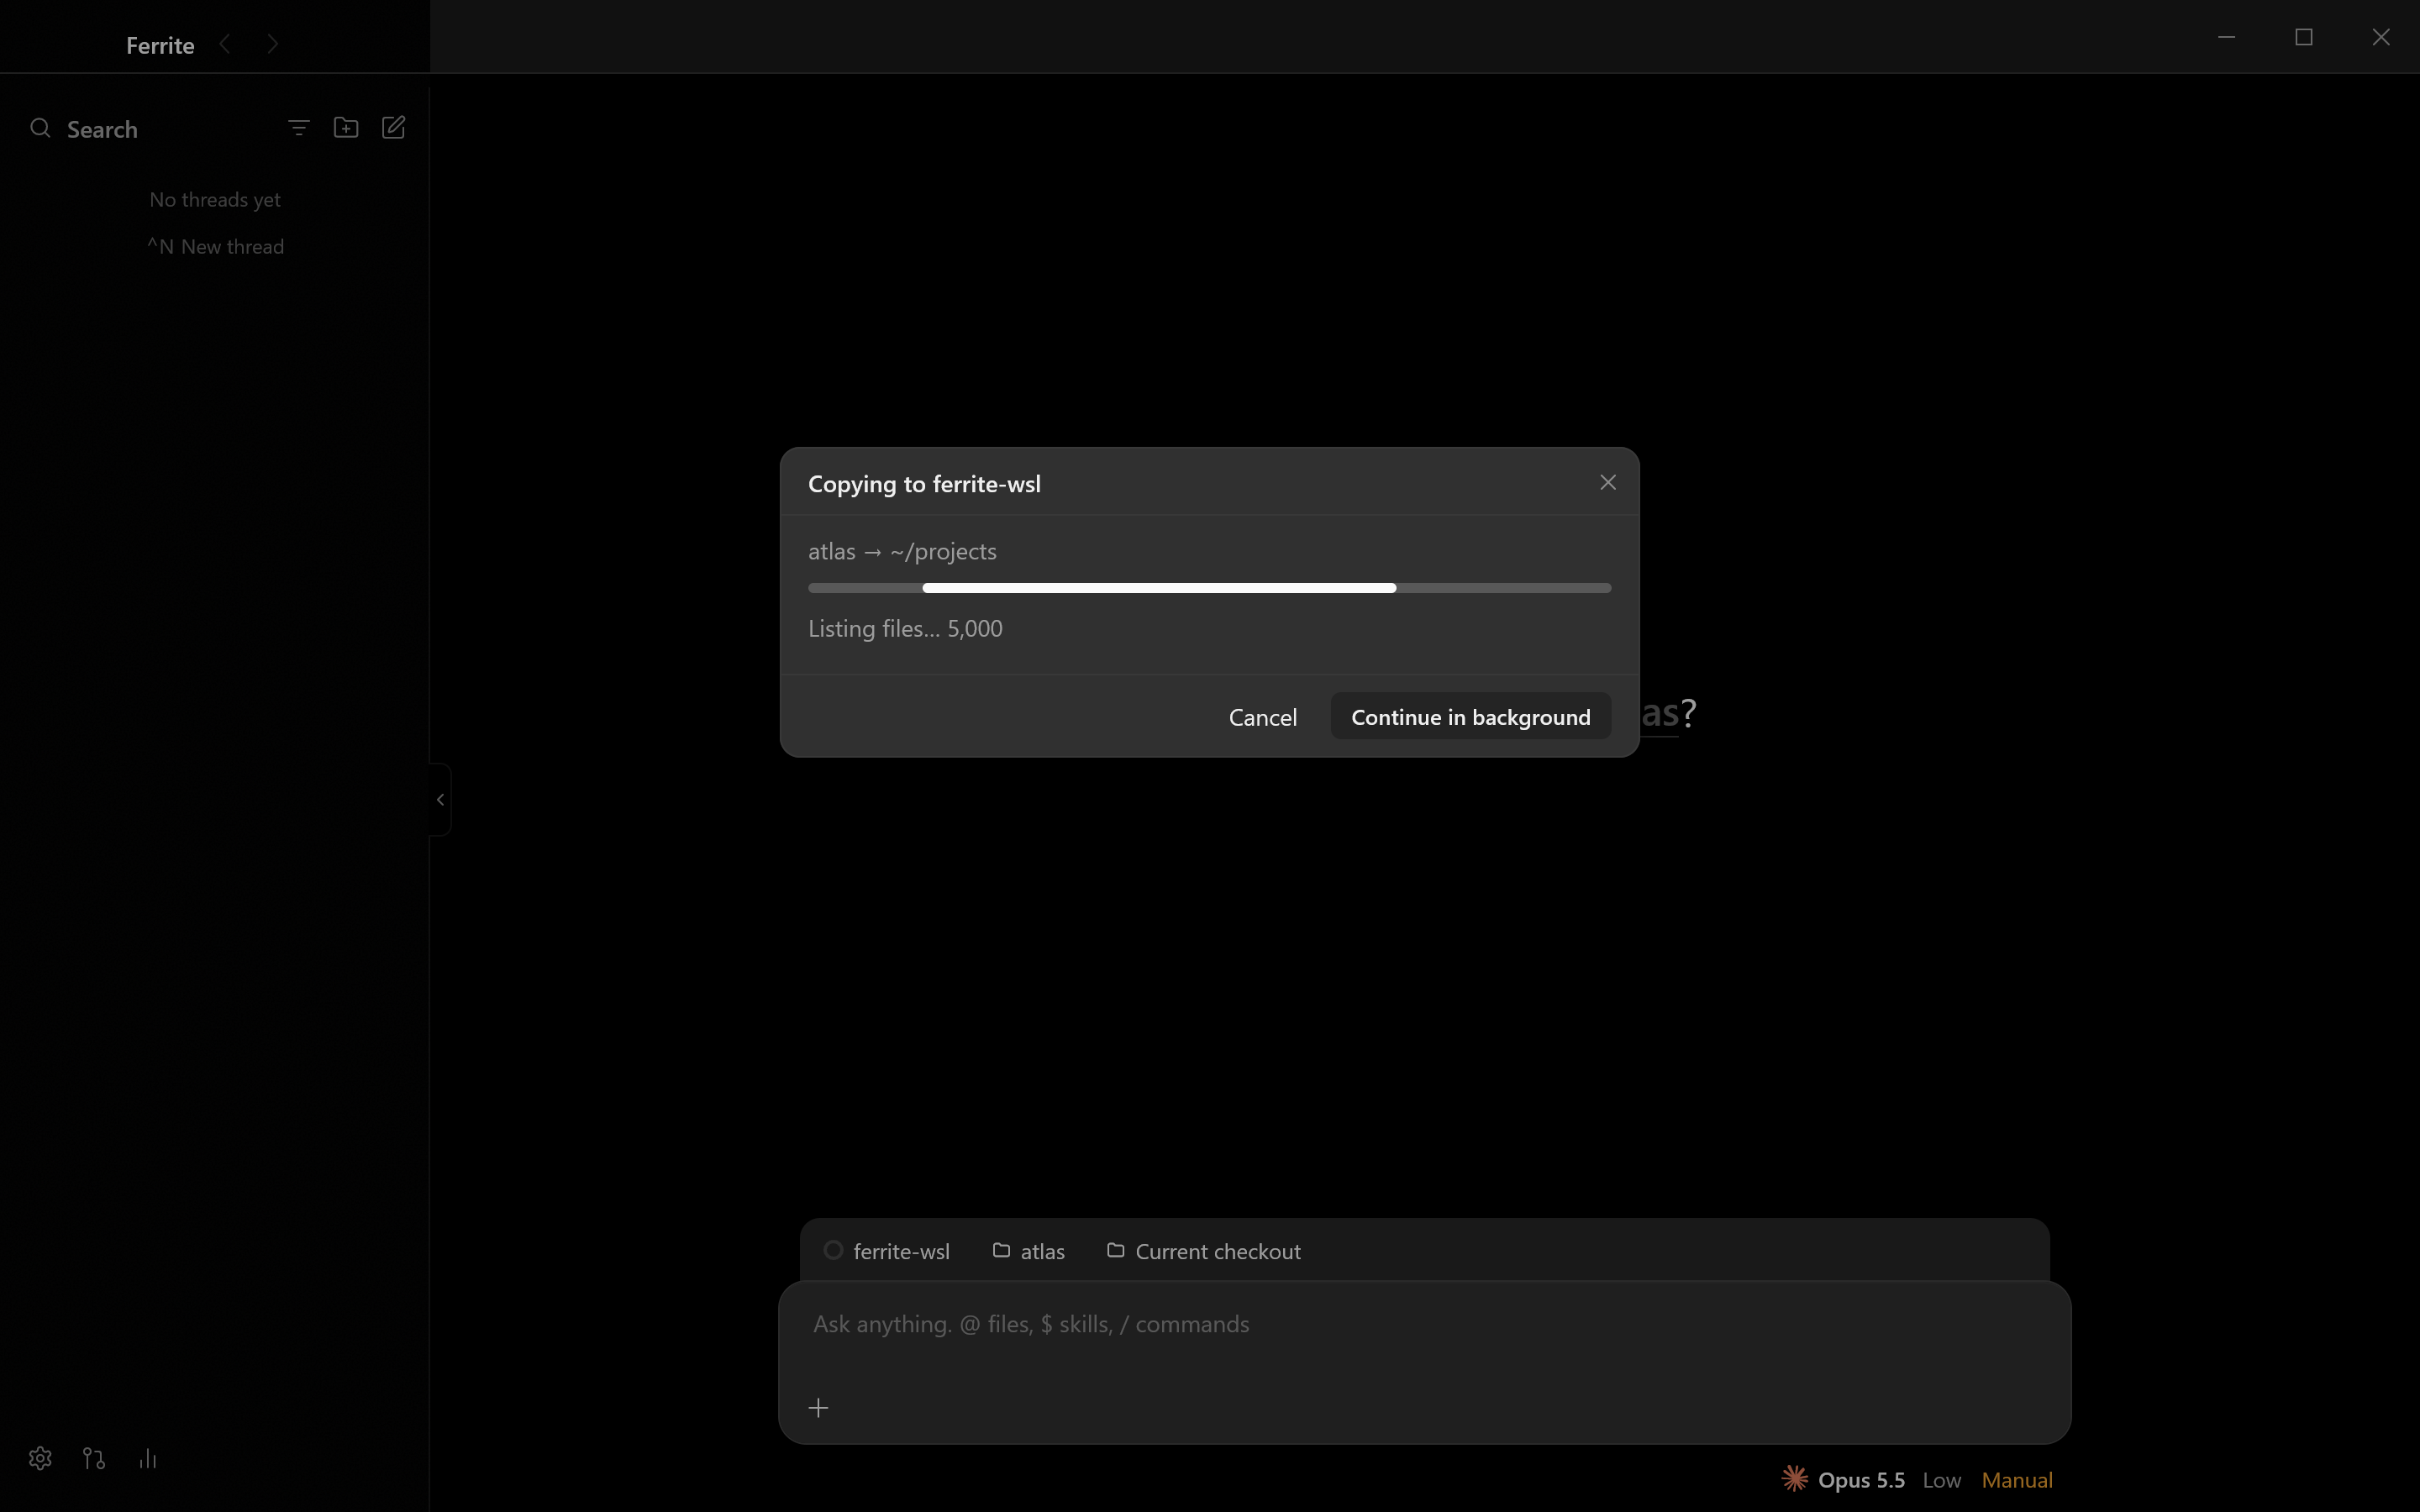 Ferrite
Search
No threads yet
^N New thread
Copying to ferrite-wsl
atlas → ~/projects
Listing files... 5,000
Cancel
Continue in background
as?
ferrite-wsl
atlas
Current checkout
Ask anything. @ files, $ skills, / commands
Opus 5.5 Low Manual